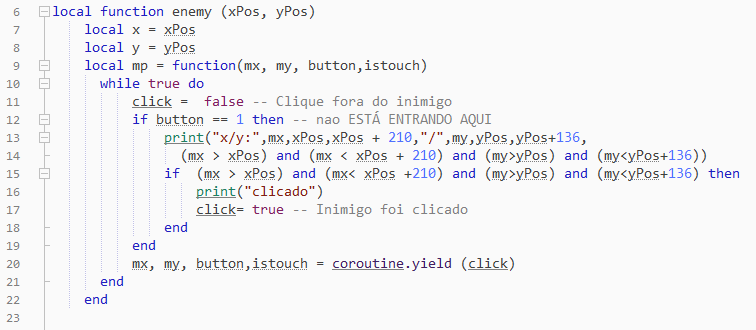 6 local function enemy (xPos, yPos)
7 local x = xPos
8 local y = yPos
9 local mp = function(mx, my, button,istouch)
10 while true do
11 click =  false -- Clique fora do inimigo
12 if button == 1 then -- nao ESTÁ ENTRANDO AQUI
13 print("x/y:",mx,xPos,xPos + 210,"/",my,yPos,yPos+136,
14 (mx > xPos) and (mx < xPos + 210) and (my>yPos) and (my<yPos+136))
15 if  (mx > xPos) and (mx< xPos +210) and (my>yPos) and (my<yPos+136) then
16 print("clicado")
17 click= true -- Inimigo foi clicado
18 end
19 end
20 mx, my, button,istouch = coroutine.yield (click)
21 end
22 end
23